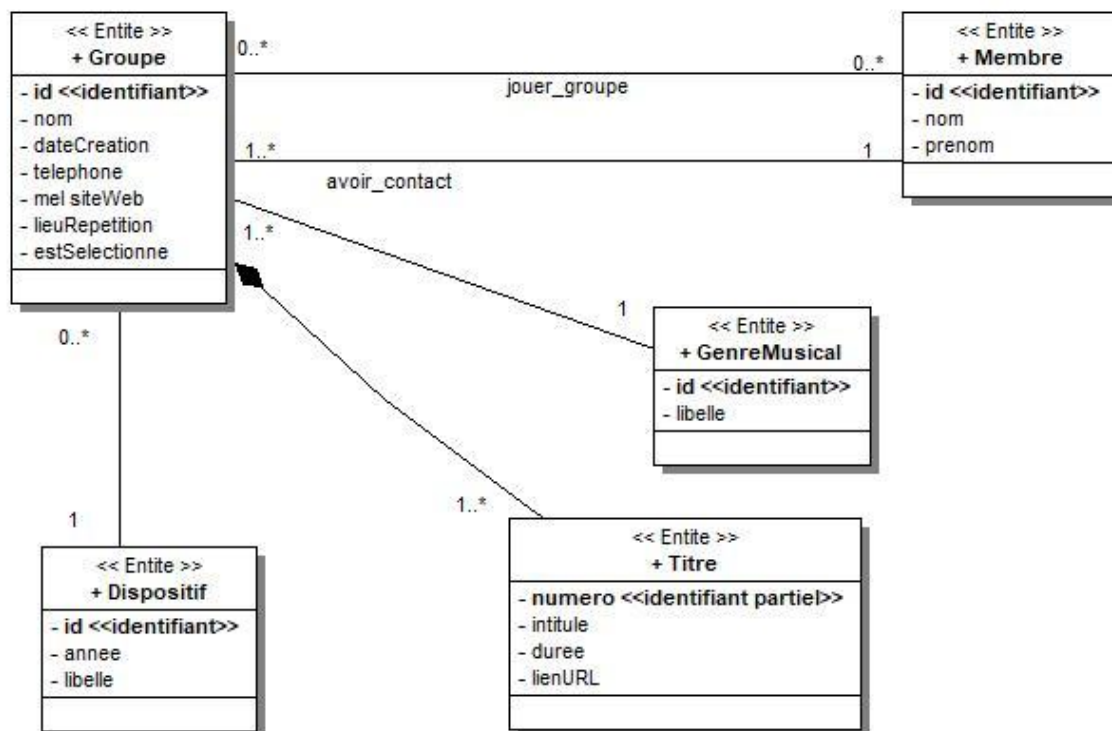 << Entite >>
+ Groupe
- id <<identifiant>>
- nom
- dateCreation
- telephone
- mel siteWeb
- lieuRepetition
- estSelectionne
0..*
0..*
jouer_groupe
<< Entite >>
+ Membre
- id <<identifiant>>
- nom
- prenom
1..*
1
avoir_contact
1..*
1
<< Entite >>
+ GenreMusical
- id <<identifiant>>
- libelle
0..*
1
1..*
<< Entite >>
+ Dispositif
- id <<identifiant>>
- annee
- libelle
<< Entite >>
+ Titre
- numero <<identifiant partiel>>
- intitule
- duree
- lienURL